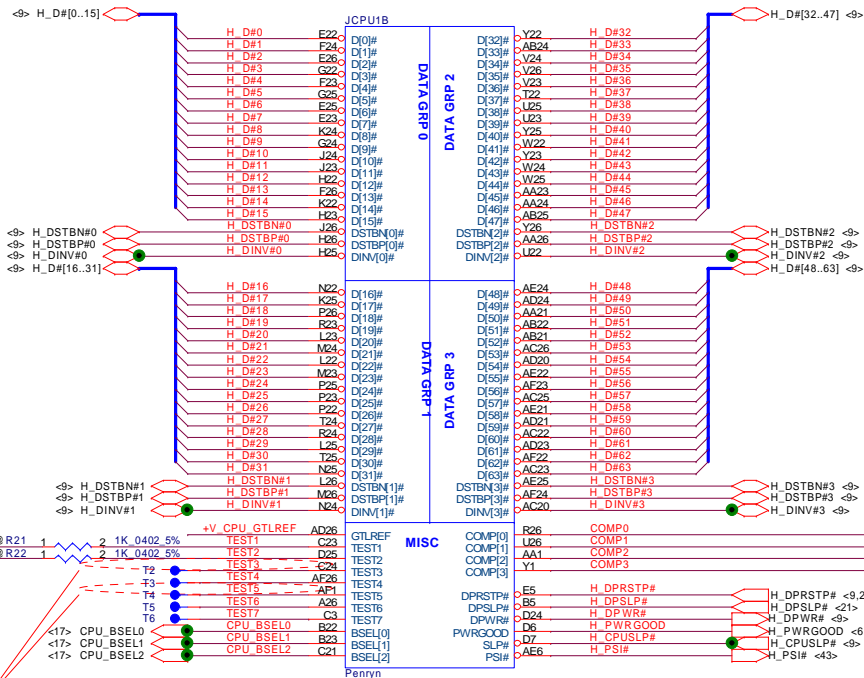 JCPU1B
<9> H_D#[0..15]
H_D#[32..47] <9>
H_D#0 E22 D[0]# D[32]# Y22 H_D#32
H_D#1 F24 D[1]# D[33]# AB24 H_D#33
H_D#2 E26 D[2]# D[34]# V24 H_D#34
H_D#3 G22 D[3]# D[35]# V26 H_D#35
H_D#4 F23 D[4]# D[36]# V23 H_D#36
H_D#5 G25 D[5]# D[37]# T22 H_D#37
H_D#6 E25 D[6]# D[38]# U25 H_D#38
H_D#7 E23 D[7]# D[39]# U23 H_D#39
H_D#8 K24 D[8]# D[40]# Y25 H_D#40
H_D#9 G24 D[9]# D[41]# W22 H_D#41
H_D#10 J24 D[10]# D[42]# Y23 H_D#42
H_D#11 J23 D[11]# D[43]# W24 H_D#43
H_D#12 H22 D[12]# D[44]# W25 H_D#44
H_D#13 F26 D[13]# D[45]# AA23 H_D#45
H_D#14 K22 D[14]# D[46]# AA24 H_D#46
H_D#15 H23 D[15]# D[47]# AB25 H_D#47
DATA GRP 0
DATA GRP 2
<9> H_DSTBN#0 H_DSTBN#0 J26 DSTBN[0]# DSTBN[2]# Y26 H_DSTBN#2 H_DSTBN#2 <9>
<9> H_DSTBP#0 H_DSTBP#0 H26 DSTBP[0]# DSTBP[2]# AA26 H_DSTBP#2 H_DSTBP#2 <9>
<9> H_DINV#0 H_DINV#0 H25 DINV[0]# DINV[2]# U22 H_DINV#2 H_DINV#2 <9>
<9> H_D#[16..31]
H_D#[48..63] <9>
H_D#16 N22 D[16]# D[48]# AE24 H_D#48
H_D#17 K25 D[17]# D[49]# AD24 H_D#49
H_D#18 P26 D[18]# D[50]# AA21 H_D#50
H_D#19 R23 D[19]# D[51]# AB22 H_D#51
H_D#20 L23 D[20]# D[52]# AB21 H_D#52
H_D#21 M24 D[21]# D[53]# AC26 H_D#53
H_D#22 L22 D[22]# D[54]# AD20 H_D#54
H_D#23 M23 D[23]# D[55]# AE22 H_D#55
H_D#24 P25 D[24]# D[56]# AF23 H_D#56
H_D#25 P23 D[25]# D[57]# AC25 H_D#57
H_D#26 P22 D[26]# D[58]# AE21 H_D#58
H_D#27 T24 D[27]# D[59]# AD21 H_D#59
H_D#28 R24 D[28]# D[60]# AC22 H_D#60
H_D#29 L25 D[29]# D[61]# AD23 H_D#61
H_D#30 T25 D[30]# D[62]# AF22 H_D#62
H_D#31 N25 D[31]# D[63]# AC23 H_D#63
DATA GRP 1
DATA GRP 3
<9> H_DSTBN#1 H_DSTBN#1 L26 DSTBN[1]# DSTBN[3]# AE25 H_DSTBN#3 H_DSTBN#3 <9>
<9> H_DSTBP#1 H_DSTBP#1 M26 DSTBP[1]# DSTBP[3]# AF24 H_DSTBP#3 H_DSTBP#3 <9>
<9> H_DINV#1 H_DINV#1 N24 DINV[1]# DINV[3]# AC20 H_DINV#3 H_DINV#3 <9>
MISC
+V_CPU_GTLREF AD26 GTLREF COMP[0] R26 COMP0
@ R21 1 2 1K_0402_5% TEST1 C23 TEST1 COMP[1] U26 COMP1
@ R22 1 2 1K_0402_5% TEST2 D25 TEST2 COMP[2] AA1 COMP2
T2 TEST3 C24 TEST3 COMP[3] Y1 COMP3
T3 TEST4 AF26 TEST4
T4 TEST5 AF1 TEST5 DPRSTP# E5 H_DPRSTP# H_DPRSTP# <9,2
T5 TEST6 A26 TEST6 DPSLP# B5 H_DPSLP# H_DPSLP# <21>
T6 TEST7 C3 TEST7 DPWR# D24 H_DPWR# H_DPWR# <9>
<17> CPU_BSEL0 CPU_BSEL0 B22 BSEL[0] PWRGOOD D6 H_PWRGOOD H_PWRGOOD <6
<17> CPU_BSEL1 CPU_BSEL1 B23 BSEL[1] SLP# D7 H_CPUSLP# H_CPUSLP# <9>
<17> CPU_BSEL2 CPU_BSEL2 C21 BSEL[2] PSI# AE6 H_PSI# H_PSI# <43>
Penryn